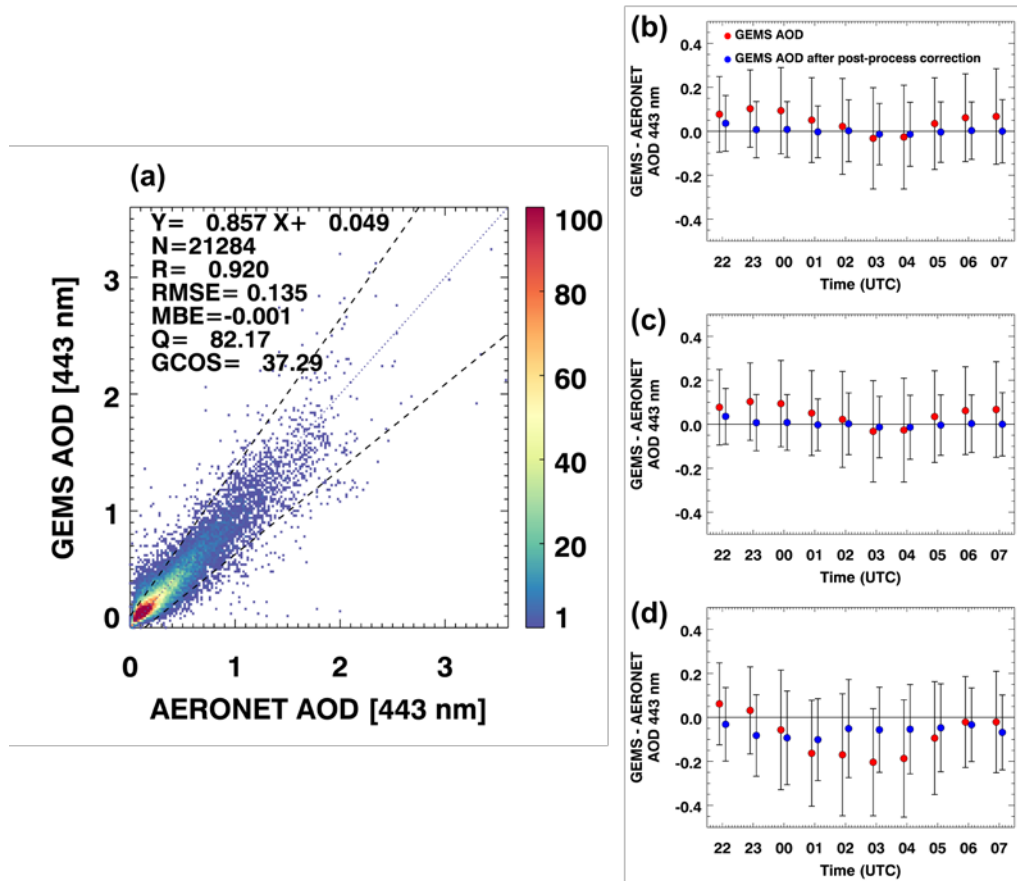 (a)
Y= 0.857 X+ 0.049
N=21284
R= 0.920
RMSE= 0.135
MBE=-0.001
Q= 82.17
GCOS= 37.29
GEMS AOD [443 nm]
3
2
1
0
0 1 2 3
AERONET AOD [443 nm]
100
80
60
40
20
1
(b)
GEMS AOD
GEMS AOD after post-process correction
GEMS - AERONET
AOD 443 nm
0.4
0.2
0.0
-0.2
-0.4
22 23 00 01 02 03 04 05 06 07
Time (UTC)
(c)
GEMS - AERONET
AOD 443 nm
0.4
0.2
0.0
-0.2
-0.4
22 23 00 01 02 03 04 05 06 07
Time (UTC)
(d)
GEMS - AERONET
AOD 443 nm
0.4
0.2
0.0
-0.2
-0.4
22 23 00 01 02 03 04 05 06 07
Time (UTC)